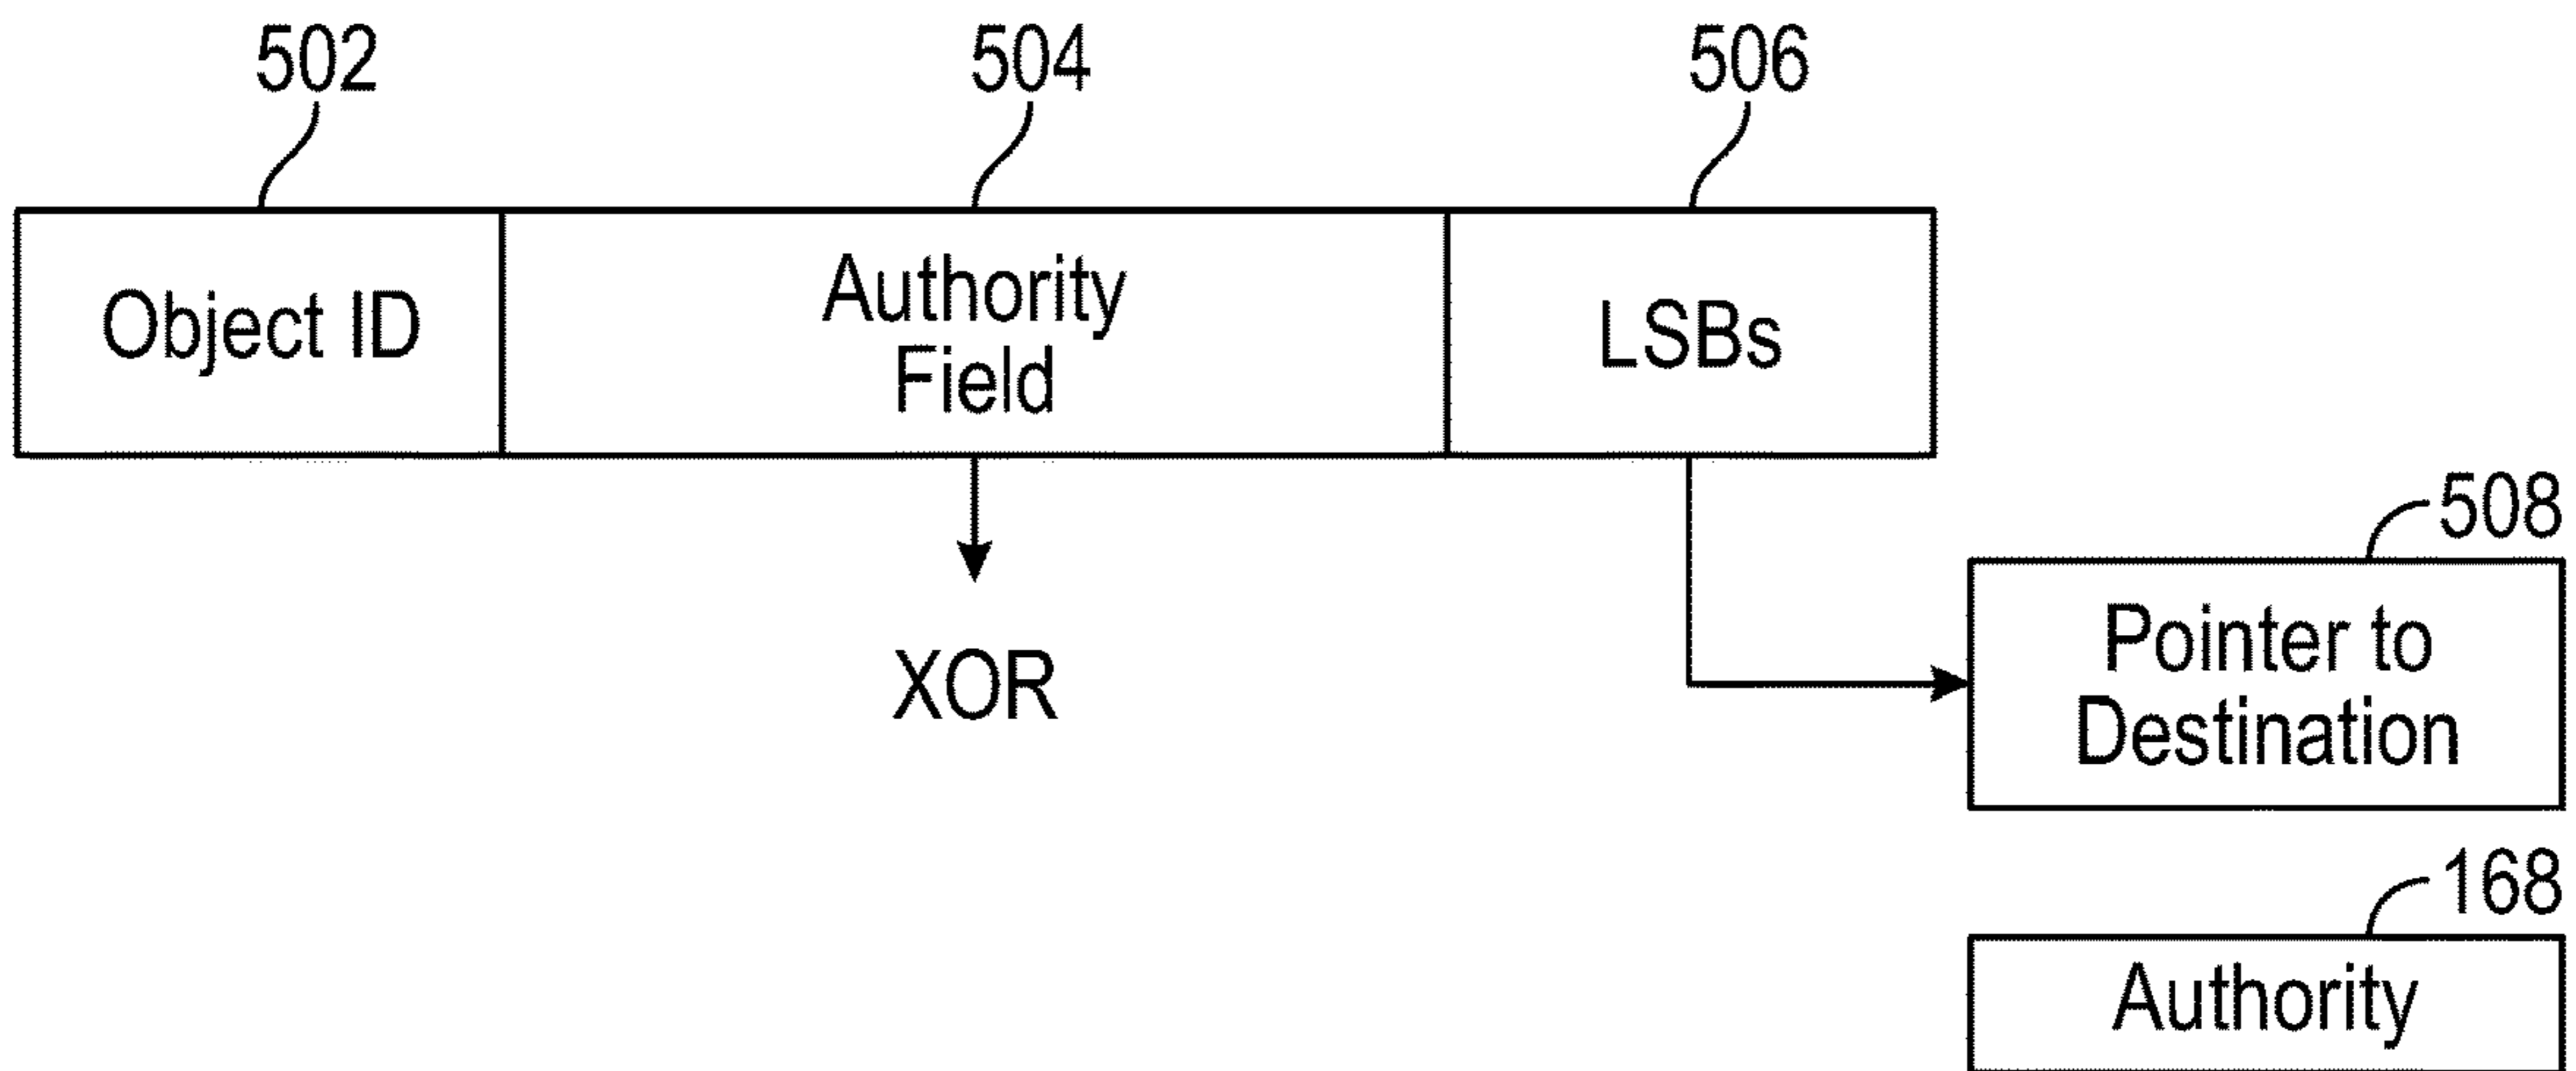 502
504
506
Object ID
Authority
Field
LSBs
508
XOR
Pointer to
Destination
168
Authority